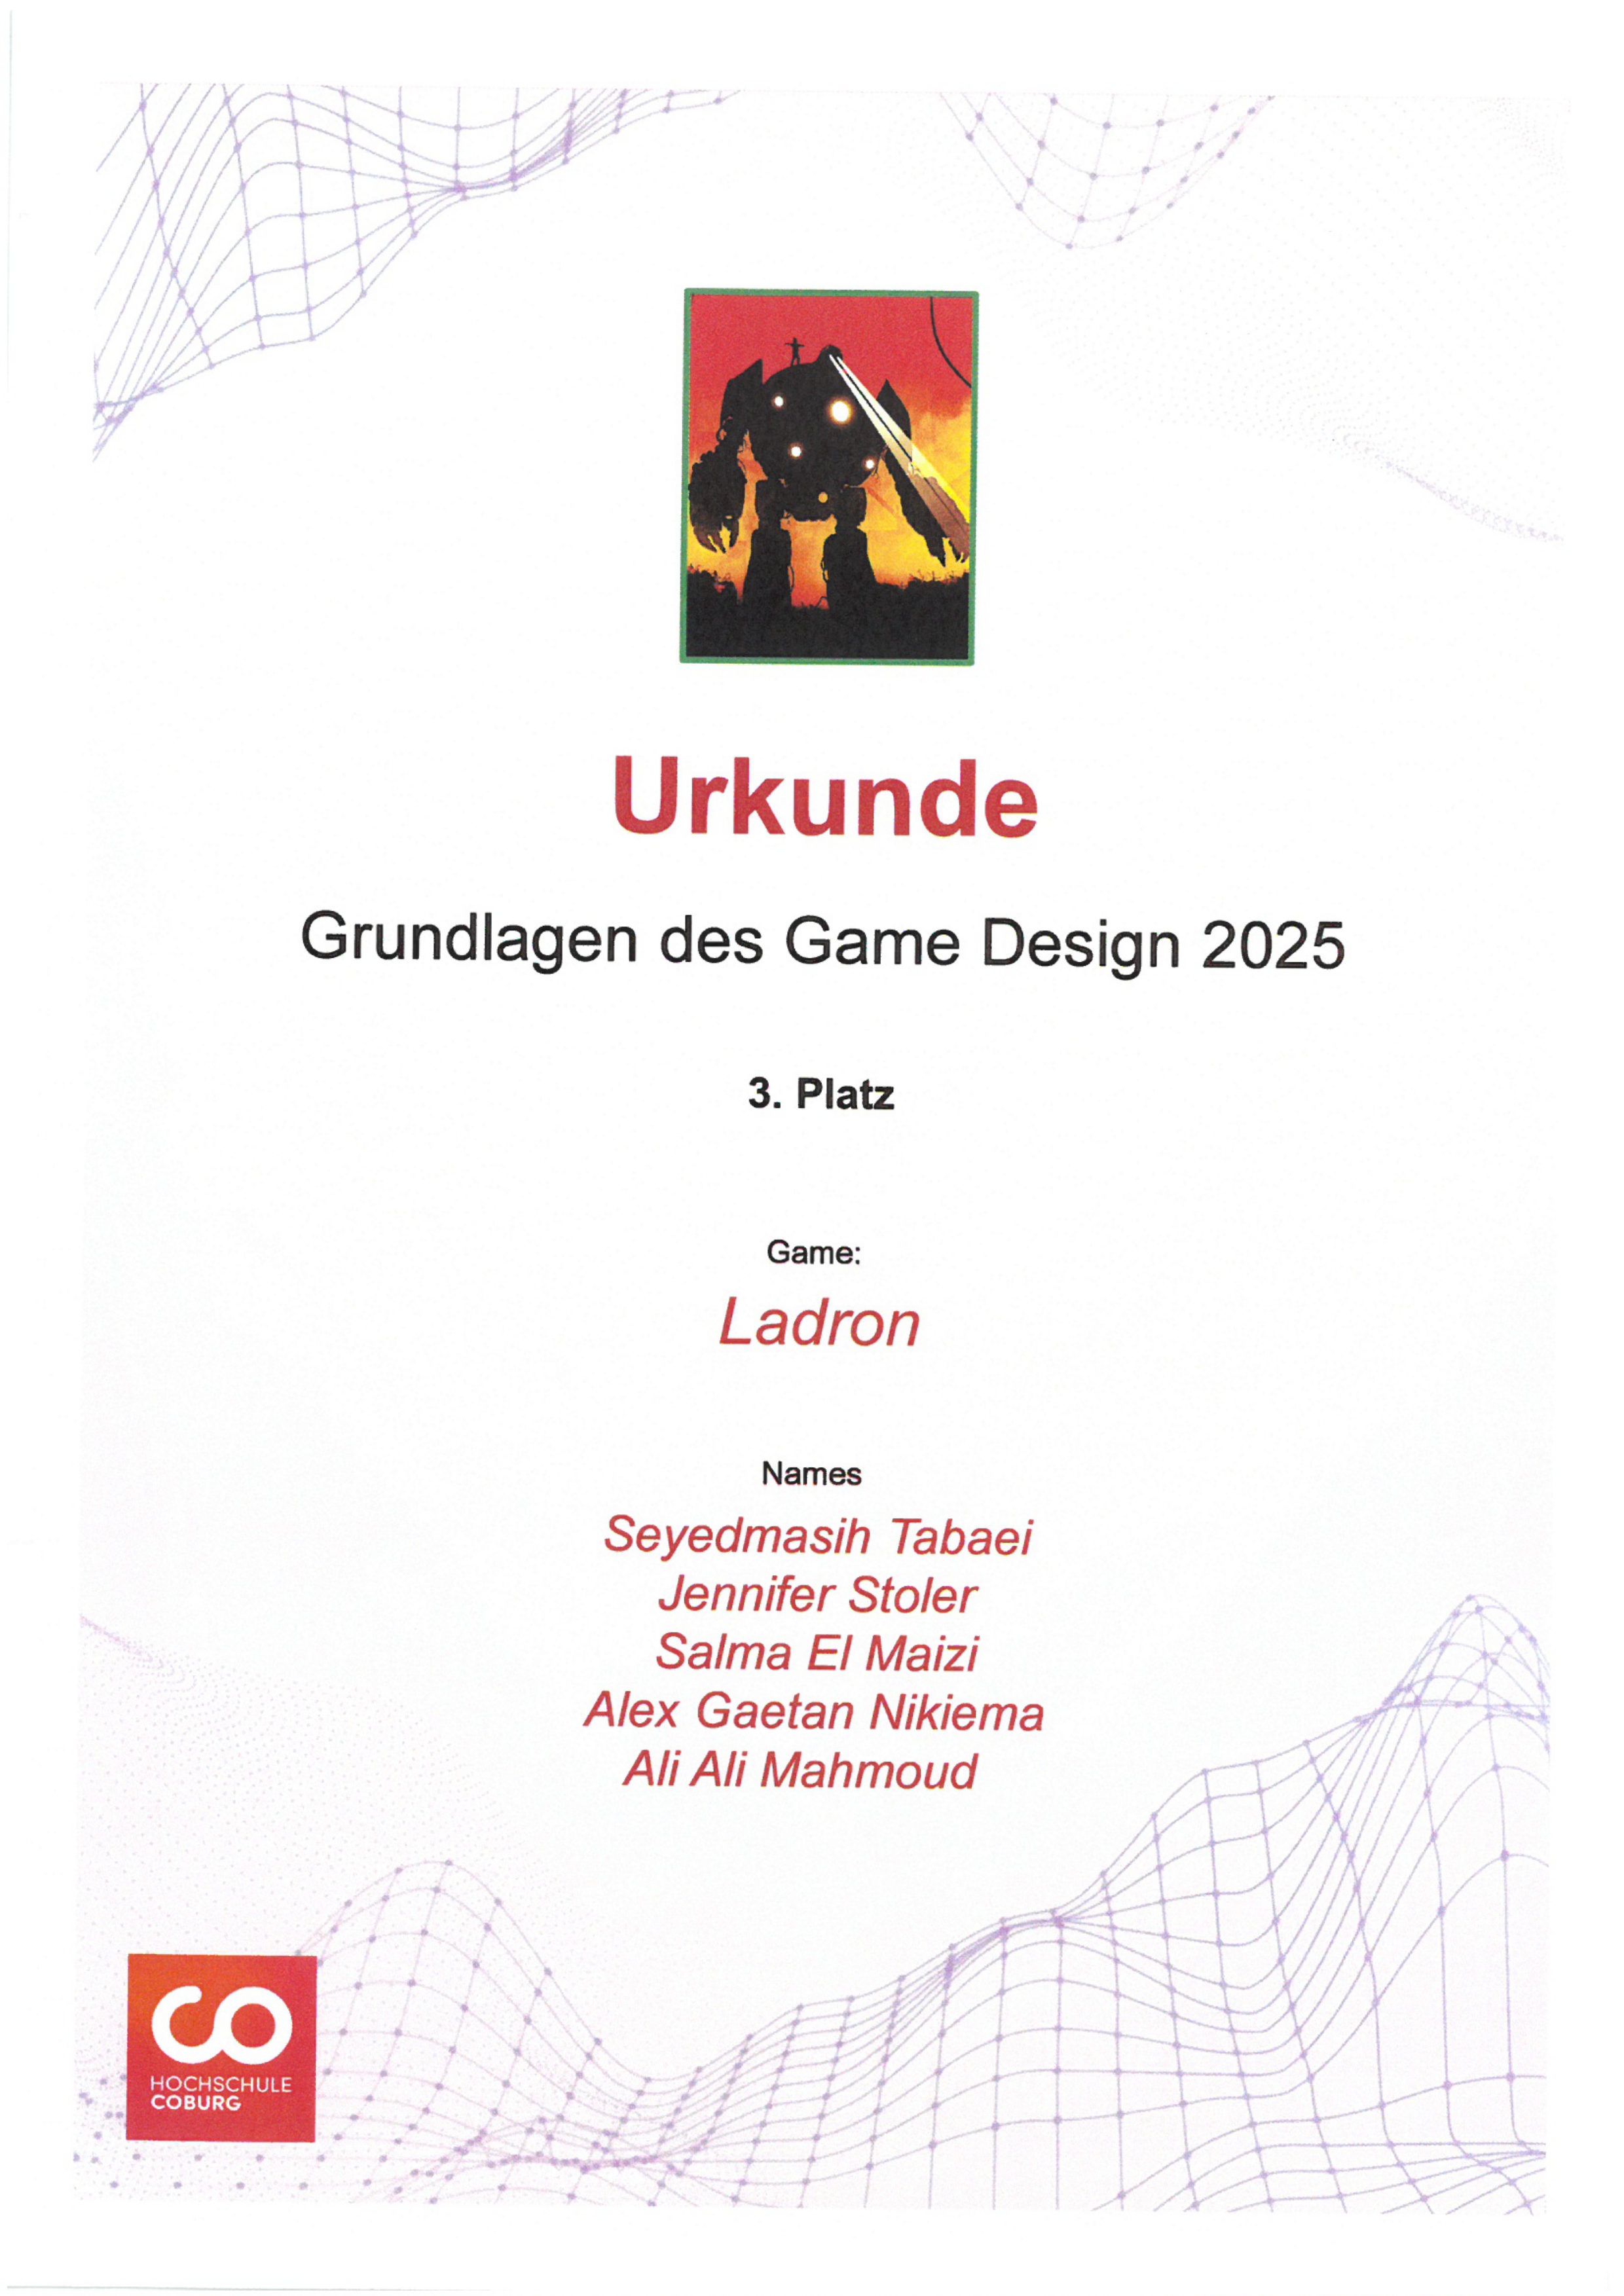 Urkunde
Grundlagen des Game Design 2025
3. Platz
Game:
Ladron
Names
Seyedmasih Tabaei
Jennifer Stoler
Salma El Maizi
Alex Gaetan Nikiema
Ali Ali Mahmoud
CO
HOCHSCHULE
COBURG